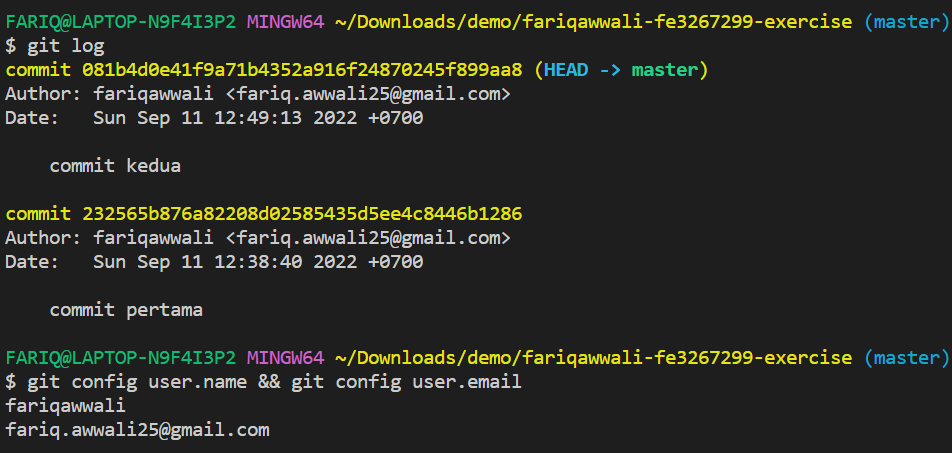 FARIQ@LAPTOP-N9F4I3P2 MINGW64 ~/Downloads/demo/fariqawwali-fe3267299-exercise (master)
$ git log
commit 081b4d0e41f9a71b4352a916f24870245f899aa8 (HEAD -> master)
Author: fariqawwali <fariq.awwali25@gmail.com>
Date:   Sun Sep 11 12:49:13 2022 +0700
    commit kedua
commit 232565b876a82208d02585435d5ee4c8446b1286
Author: fariqawwali <fariq.awwali25@gmail.com>
Date:   Sun Sep 11 12:38:40 2022 +0700
    commit pertama
FARIQ@LAPTOP-N9F4I3P2 MINGW64 ~/Downloads/demo/fariqawwali-fe3267299-exercise (master)
$ git config user.name && git config user.email
fariqawwali
fariq.awwali25@gmail.com